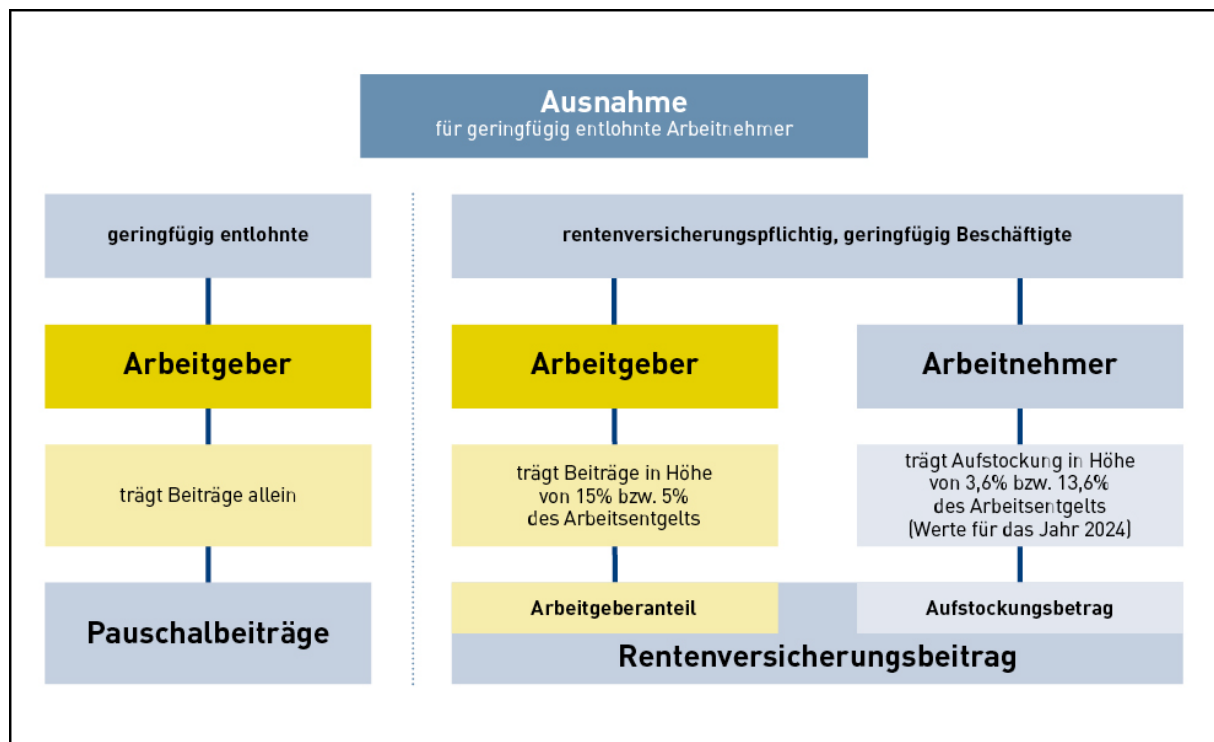 Ausnahme
für geringfügig entlohnte Arbeitnehmer
geringfügig entlohnte
Arbeitgeber
trägt Beiträge allein
Pauschalbeiträge
rentenversicherungspflichtig, geringfügig Beschäftigte
Arbeitgeber
trägt Beiträge in Höhe
von 15% bzw. 5%
des Arbeitsentgelts
Arbeitgeberanteil
Arbeitnehmer
trägt Aufstockung in Höhe
von 3,6% bzw. 13,6%
des Arbeitsentgelts
(Werte für das Jahr 2024)
Aufstockungsbetrag
Rentenversicherungsbeitrag